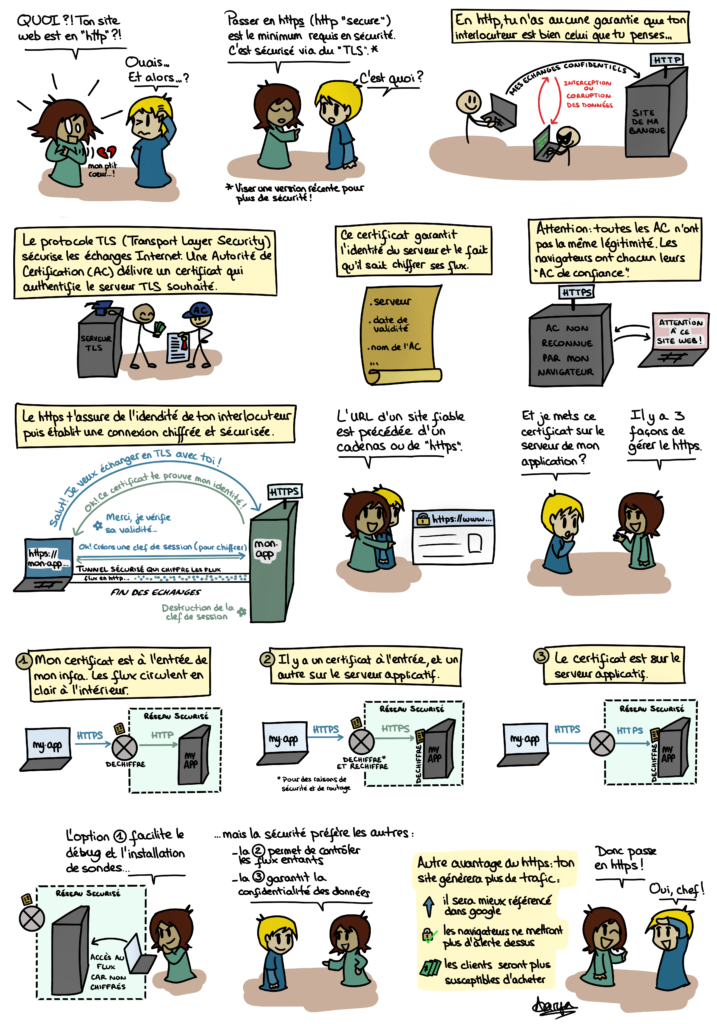 QUOI ?! Ton site
web est en "http"?!
Ouais...
Et alors...?
mon ptit
cœur...!
Passer en https (http "secure")
est le minimum requis en sécurité.
C'est sécurisé via du "TLS".*
C'est quoi?
* Viser une version récente pour
plus de sécurité!
En http, tu n'as aucune garantie que ton
interlocuteur est bien celui que tu penses...
HTTP
MES ECHANGES CONFIDENTIELS
INTERCEPTION
OU
CORRUPTION
DES DONNÉES
SITE
DE MA
BANQUE
Le protocole TLS (Transport Layer Security)
sécurise les échanges Internet. Une Autorité de
Certification (AC) délivre un certificat qui
authentifie le serveur TLS souhaité.
AC
SERVEUR
TLS
Ce certificat garantit
l'identité du serveur et le fait
qu'il sait chiffrer ses flux.
. serveur
. date de
validité
. nom de l'AC
...
Attention: toutes les AC n'ont
pas la même légitimité. Les
navigateurs ont chacun leurs
"AC de confiance".
HTTPS
AC NON
RECONNUE
PAR MON
NAVIGATEUR
ATTENTION
À CE
SITE WEB!
Le https t'assure de l'idendité de ton interlocuteur
puis établit une connexion chiffrée et sécurisée.
Salut! Je veux échanger en TLS avec toi!
Ok! Ce certificat te prouve mon identité!
HTTPS
Merci, je vérifie
sa validité...
https://
mon-app...
Ok! Créons une clef de session (pour chiffrer)
mon-
app
TUNNEL SÉCURISÉ QUI CHIFFRE LES FLUX
flux en http...
FIN DES ECHANGES
Destruction de la
clef de session
L'URL d'un site fiable
est précédée d'un
cadenas ou de "https".
https://www...
Et je mets ce
certificat sur le
serveur de mon
application?
Il y a 3
façons de
gérer le https.
1 Mon certificat est à l'entrée de
mon infra. Les flux circulent en
clair à l'intérieur.
RÉSEAU SECURISÉ
my-app
HTTPS
HTTP
DECHIFFRE
MY
APP
2 Il y a un certificat à l'entrée, et un
autre sur le serveur applicatif.
RÉSEAU SECURISÉ
my-app
HTTPS
HTTPS
DECHIFFRE*
ET RECHIFFRE
DECHIFFRE
MY
APP
* Pour des raisons de
sécurité et de routage
3 Le certificat est sur le
serveur applicatif.
RÉSEAU SECURISÉ
my-app
HTTPS
HTTPS
DECHIFFRE
MY
APP
L'option 1 facilite le
débug et l'installation
de sondes...
RÉSEAU SECURISÉ
ACCÈS AU
FLUX
CAR NON
CHIFFRÉS
...mais la sécurité préfère les autres:
- la 2 permet de contrôler
les flux entants
- la 3 garantit la
confidentialité des données
Autre avantage du https: ton
site générera plus de trafic:
il sera mieux référencé
dans google
les navigateurs ne mettront
plus d'alerte dessus
les clients seront plus
susceptibles d'acheter
Donc passe
en https!
Oui, chef!